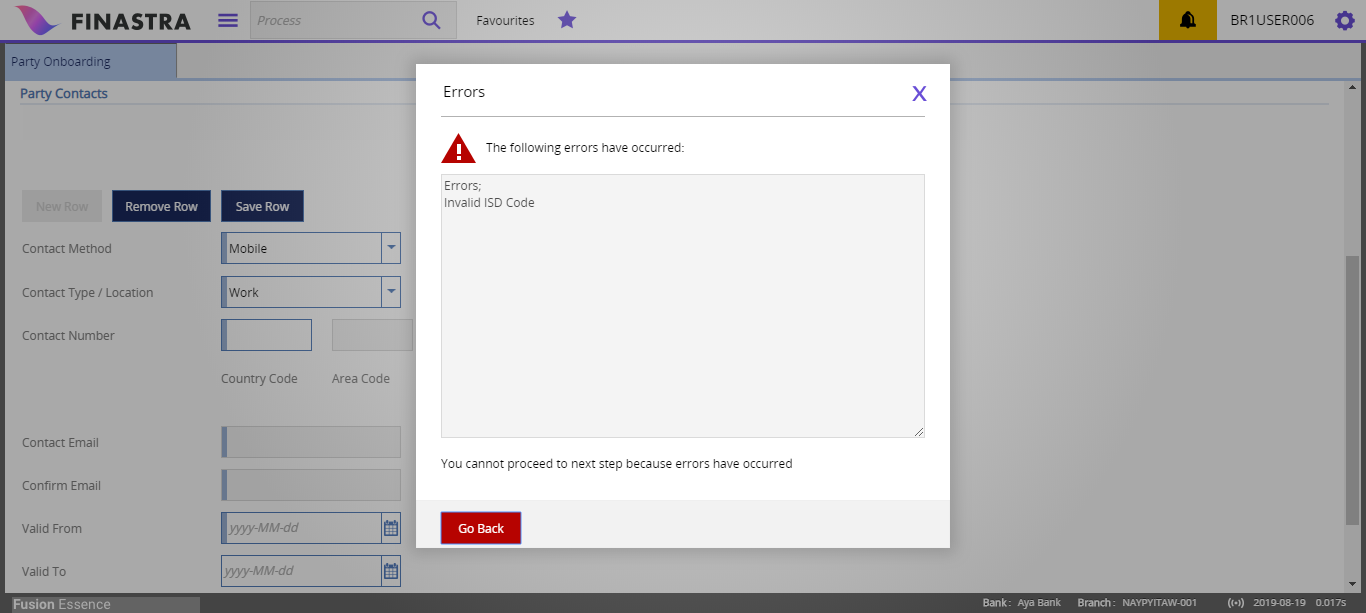 FINASTRA
Process
Favourites
BR1USER006
Party Onboarding
Party Contacts
Errors
X
The following errors have occurred:
Errors;
Invalid ISD Code
New Row
Remove Row
Save Row
Contact Method
Mobile
Contact Type / Location
Work
Contact Number
Country Code
Area Code
Contact Email
Confirm Email
Valid From
yyyy-MM-dd
Valid To
yyyy-MM-dd
You cannot proceed to next step because errors have occurred
Go Back
Fusion Essence
Bank : Aya Bank Branch : NAYPYITAW-001 2019-08-19 0.017s